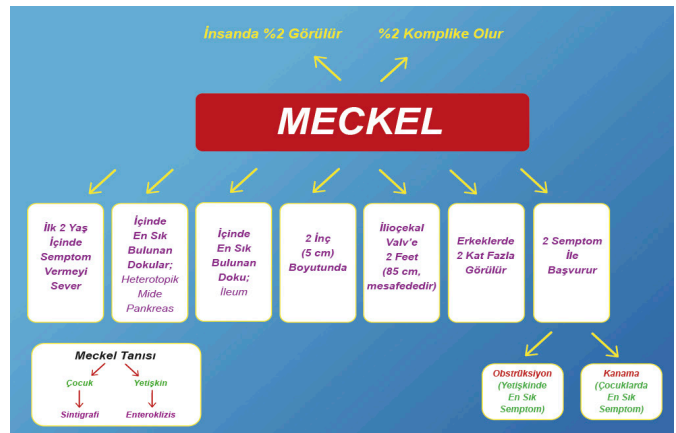 İnsanda %2 Görülür
%2 Komplike Olur
MECKEL
İlk 2 Yaş
İçinde
Semptom
Vermeyi
Sever
İçinde
En Sık
Bulunan
Dokular;
Heterotopik
Mide
Pankreas
İçinde
En Sık
Bulunan
Doku;
İleum
2 İnç
(5 cm)
Boyutunda
İlioçekal
Valv'e
2 Feet
(85 cm,
mesafededir)
Erkeklerde
2 Kat Fazla
Görülür
2 Semptom
İle
Başvurur
Meckel Tanısı
Çocuk
Yetişkin
Sintigrafi
Enteroklizis
Obstrüksiyon
(Yetişkinde
En Sık
Semptom)
Kanama
(Çocuklarda
En Sık
Semptom)